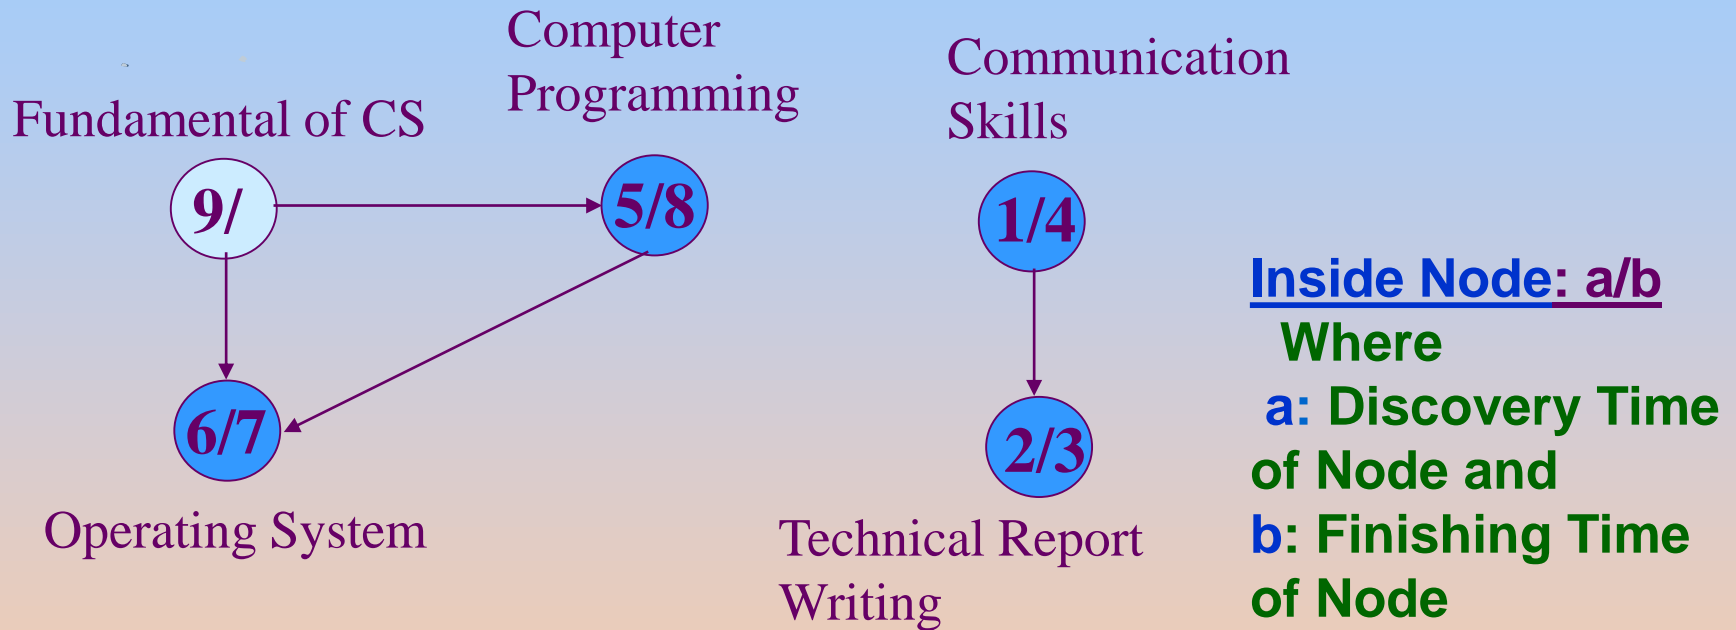 Computer
Programming
Communication
Skills
Fundamental of CS
9/
5/8
1/4
6/7
2/3
Operating System
Technical Report
Writing
Inside Node: a/b
Where
a: Discovery Time
of Node and
b: Finishing Time
of Node